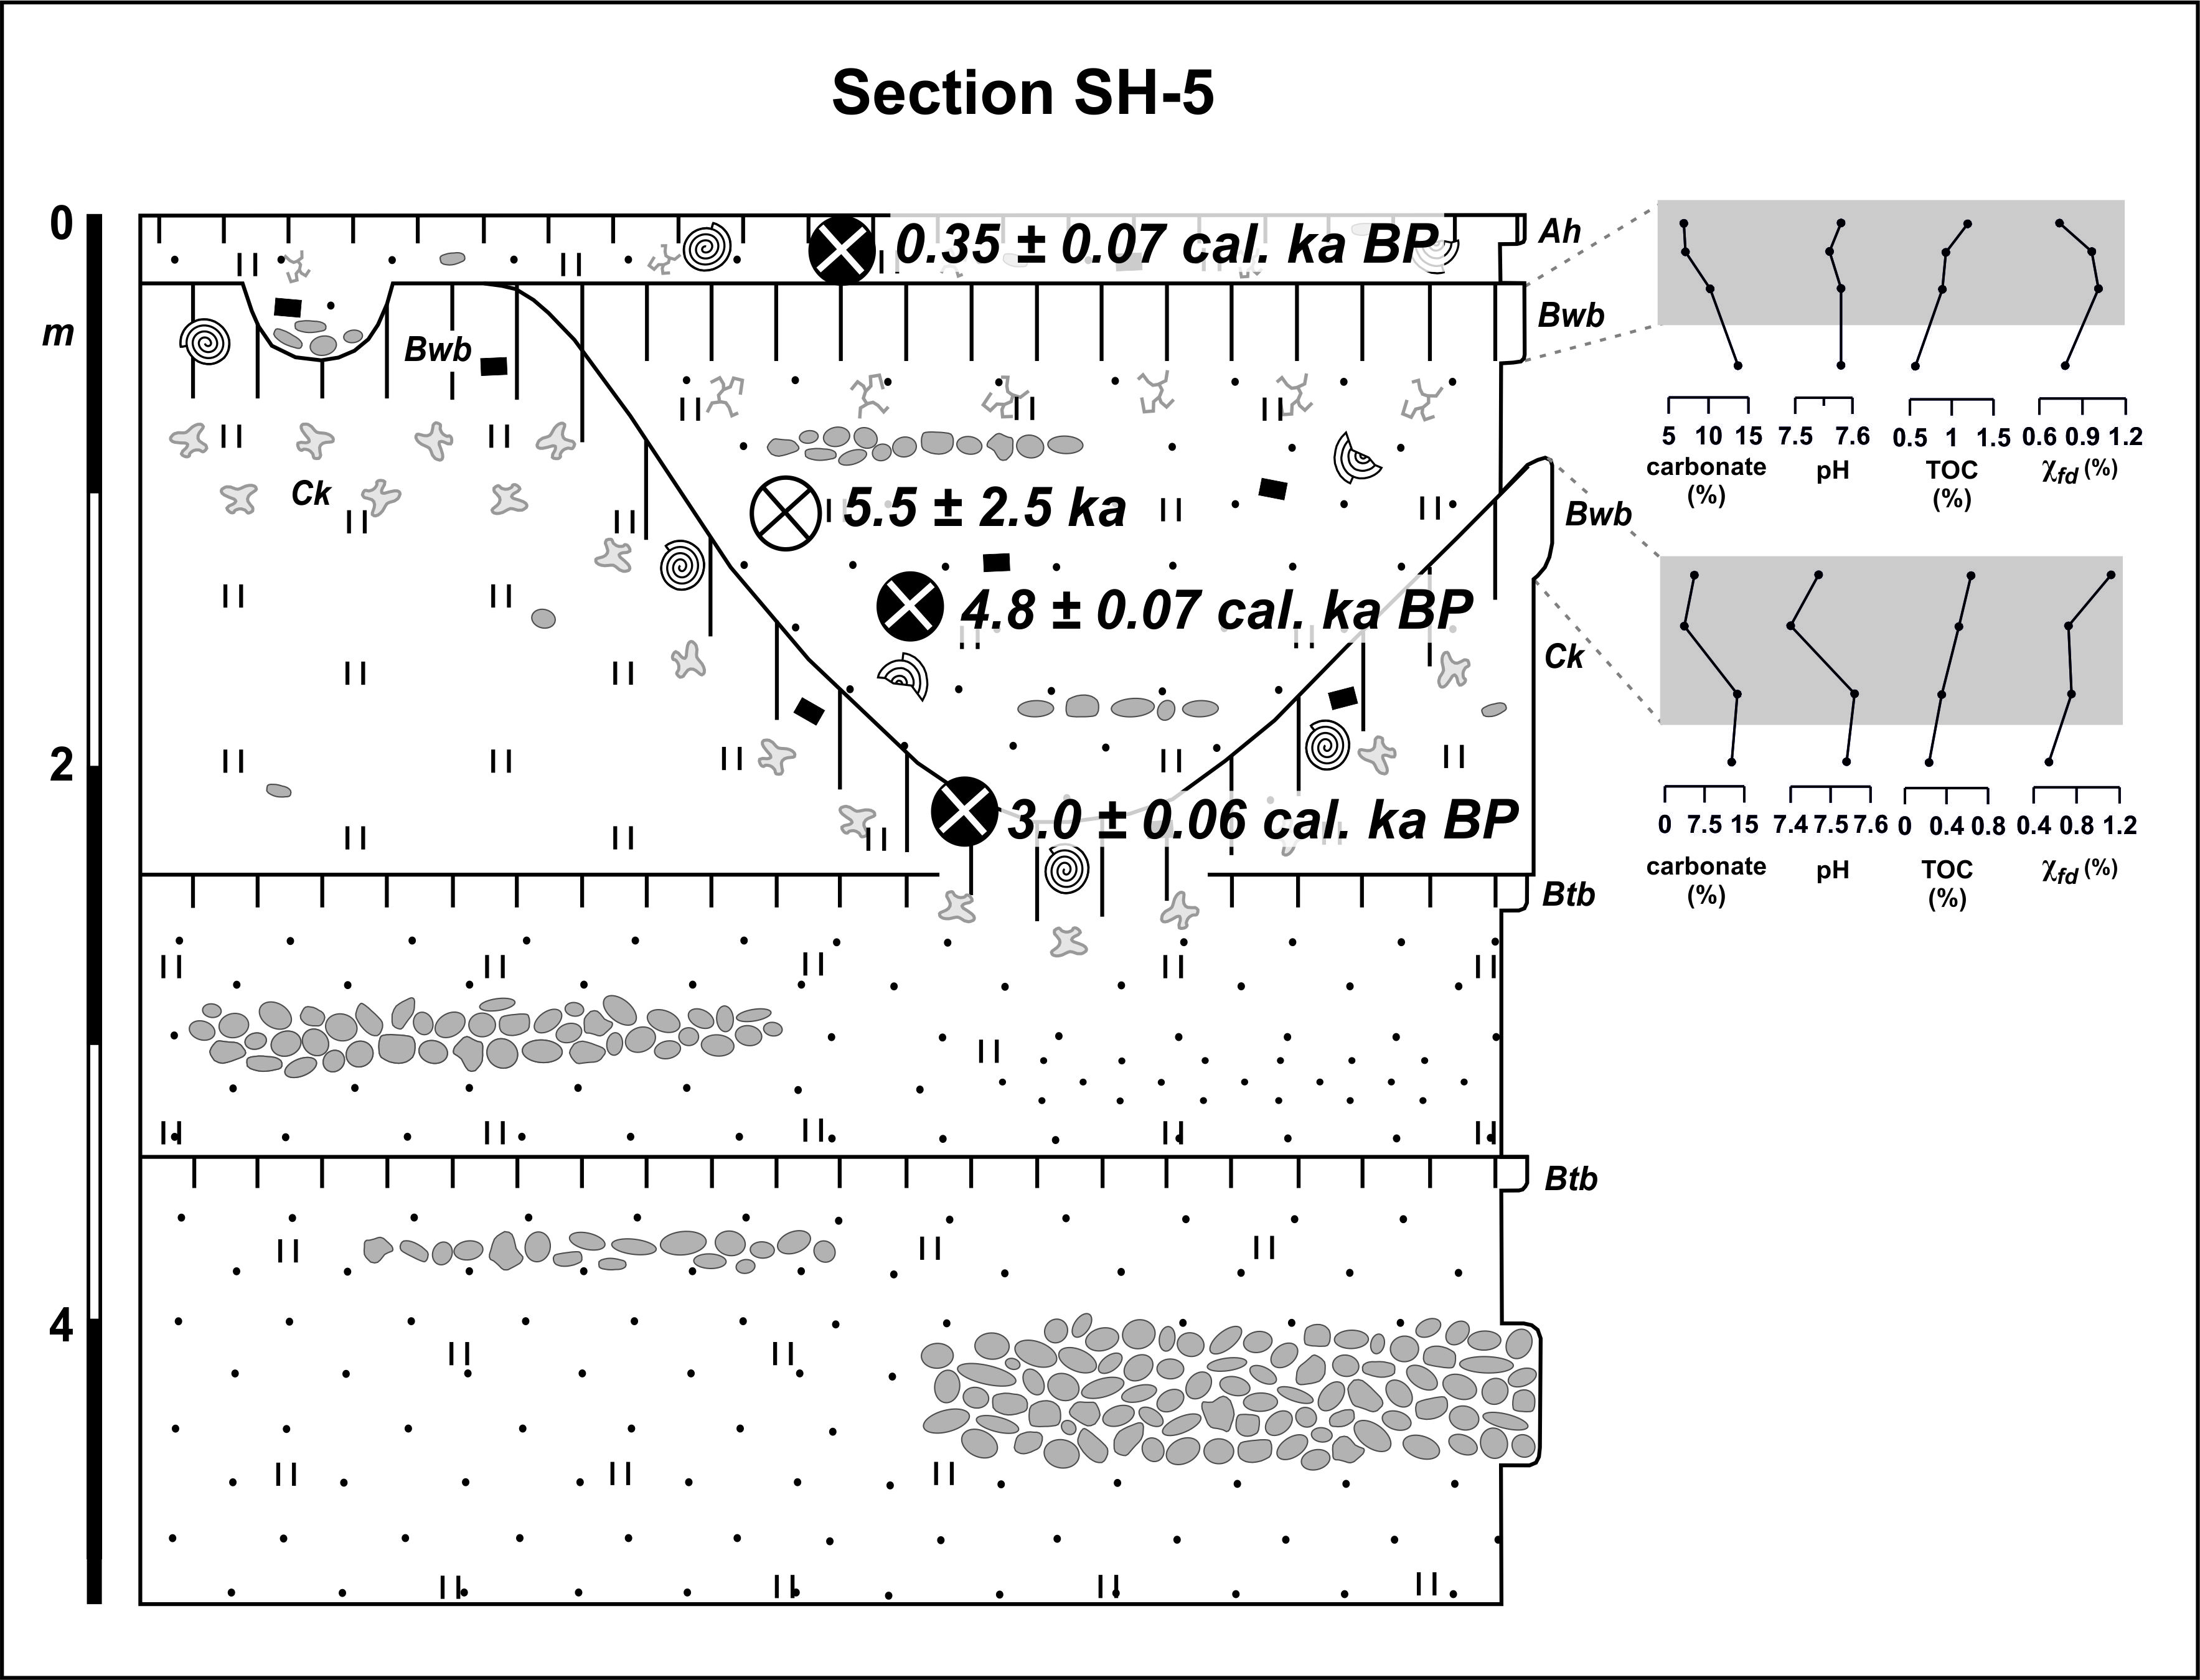 Section SH-5
0
m
2
4
0.35 ± 0.07 cal. ka BP
Ah
Bwb
Bwb
Ck
5.5 ± 2.5 ka
4.8 ± 0.07 cal. ka BP
3.0 ± 0.06 cal. ka BP
Bwb
Ck
Btb
Btb
5 10 15 7.5 7.6 0.5 1 1.5 0.6 0.9 1.2
carbonate pH TOC χfd (%)
(%) (%)
0 7.5 15 7.4 7.5 7.6 0 0.4 0.8 0.4 0.8 1.2
carbonate pH TOC χfd (%)
(%) (%)